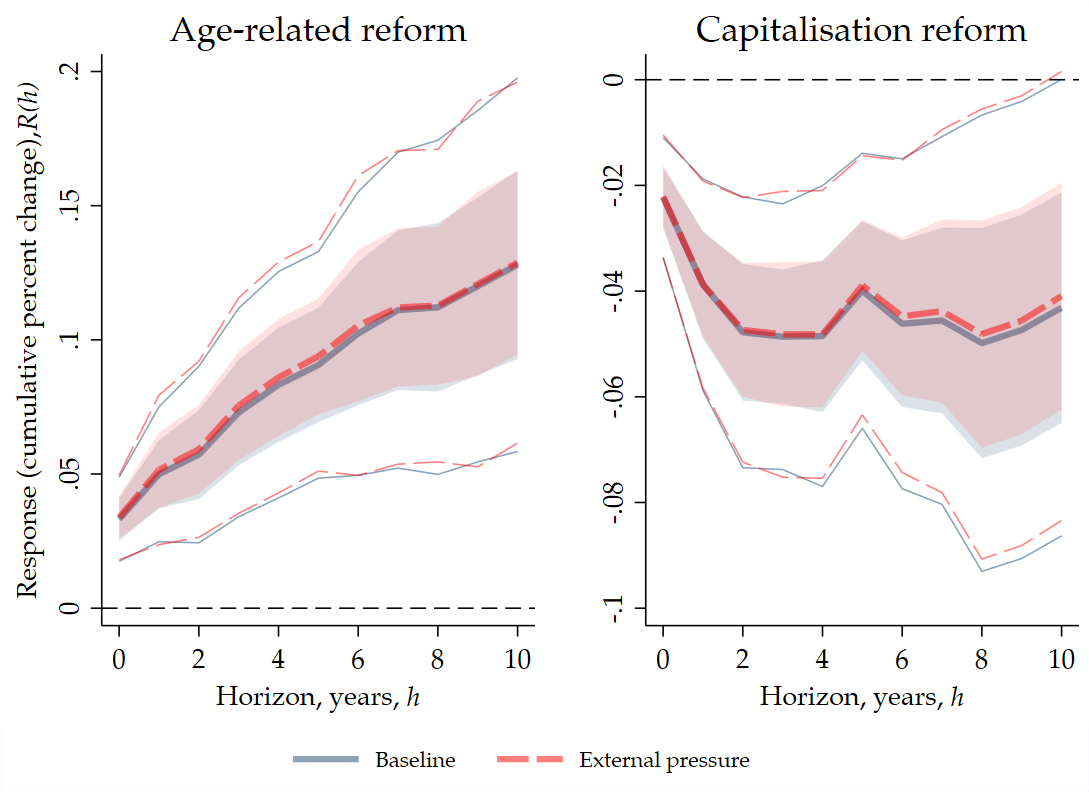 Age-related reform
Capitalisation reform
Response (cumulative percent change),R(h)
.2
.15
.1
.05
0
0 2 4 6 8 10
Horizon, years, h
0
-.02
-.04
-.06
-.08
-.1
0 2 4 6 8 10
Horizon, years, h
Baseline
External pressure